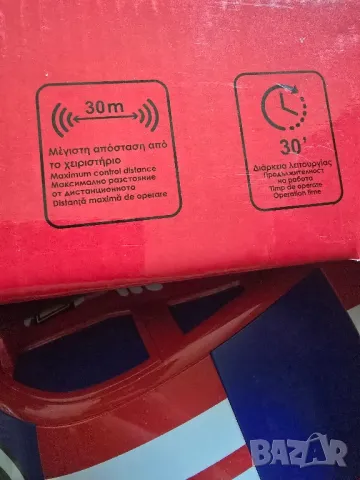 30m
Μέγιστη απόσταση από
το χειριστήριο
Maximum control distance
Максимално разстояние
от дистанционното
Distanță maximă de operare
30'
Διάρκεια λειτουργίας
Продължителност
на работа
Timp de operare
Operation time
BAZAR